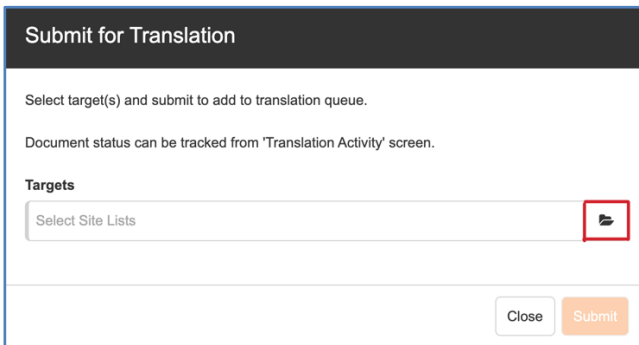 Submit for Translation
Select target(s) and submit to add to translation queue.
Document status can be tracked from 'Translation Activity' screen.
Targets
Select Site Lists
Close Submit